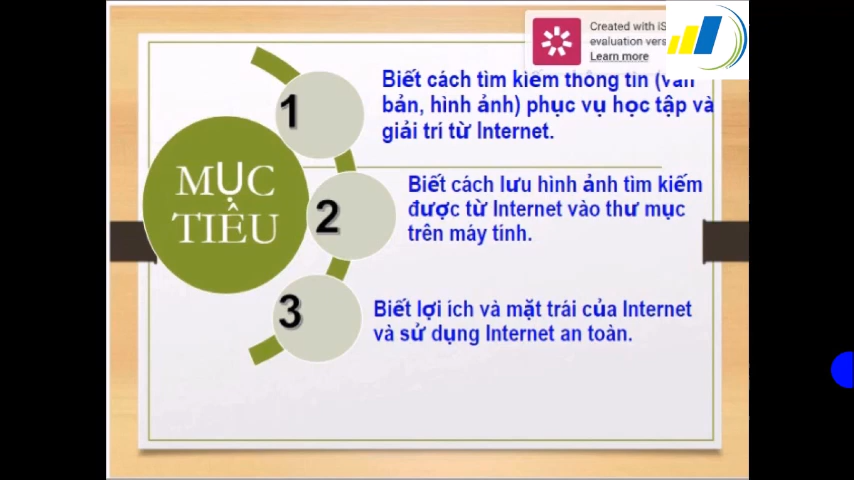 Created with iS
evaluation vers
Learn more
MỤC
TIÊU
1
Biết cách tìm kiếm thông tin (văn
bản, hình ảnh) phục vụ học tập và
giải trí từ Internet.
2
Biết cách lưu hình ảnh tìm kiếm
được từ Internet vào thư mục
trên máy tính.
3
Biết lợi ích và mặt trái của Internet
và sử dụng Internet an toàn.